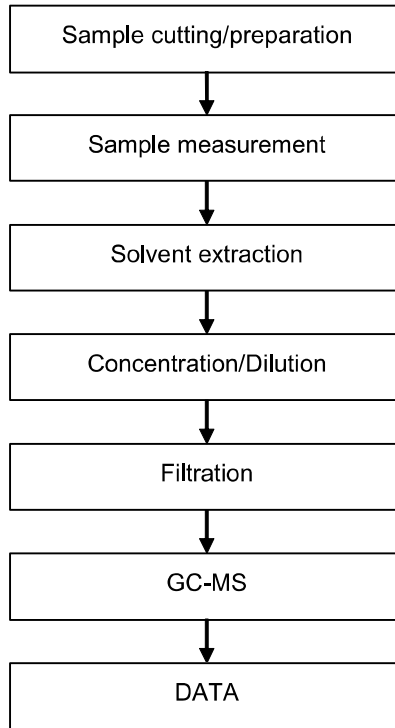 Sample cutting/preparation
Sample measurement
Solvent extraction
Concentration/Dilution
Filtration
GC-MS
DATA